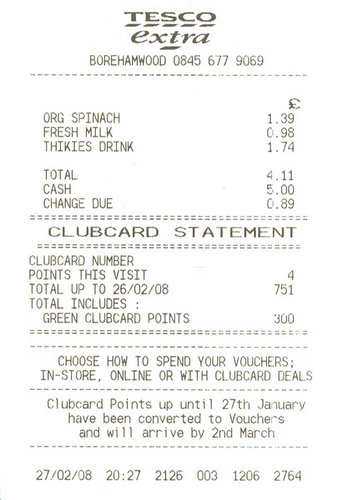 TESCO
extra
BOREHAMWOOD 0845 677 9069
£
ORG SPINACH 1.39
FRESH MILK 0.98
THIKIES DRINK 1.74
TOTAL 4.11
CASH 5.00
CHANGE DUE 0.89
CLUBCARD STATEMENT
CLUBCARD NUMBER
POINTS THIS VISIT 4
TOTAL UP TO 26/02/08 751
TOTAL INCLUDES :
GREEN CLUBCARD POINTS 300
CHOOSE HOW TO SPEND YOUR VOUCHERS;
IN-STORE, ONLINE OR WITH CLUBCARD DEALS
Clubcard Points up until 27th January
have been converted to Vouchers
and will arrive by 2nd March
27/02/08 20:27 2126 003 1206 2764